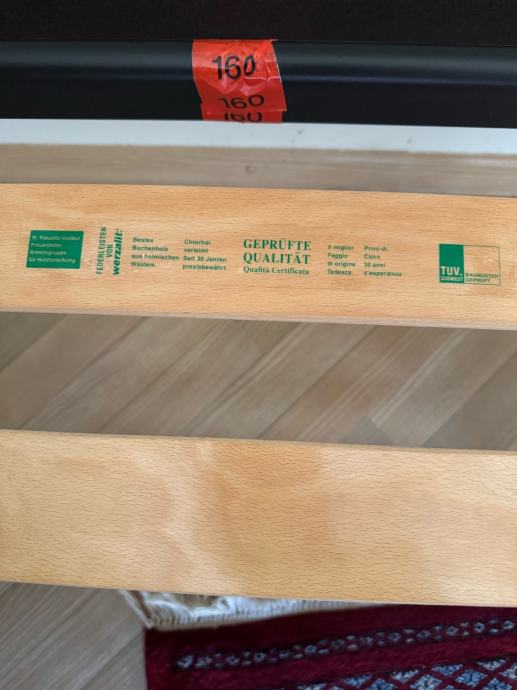 160
160
160
W. Klauditz-Institut
Fraunhofer
Arbeitsgruppe
für Holzforschung
FEDERLEISTEN
VON
werzalit
Bestes
Buchenholz
aus heimischen
Wäldern.
Chlorfrei
verleimt
Seit 30 Jahren
praxisbewährt.
GEPRÜFTE
QUALITÄT
Qualità Certificata
Il miglior
Faggio
di origine
Tedesca.
Privo di
Cloro
30 anni
d'esperienza
TÜV
SÜDWEST
BAUMUSTER
GEPRÜFT